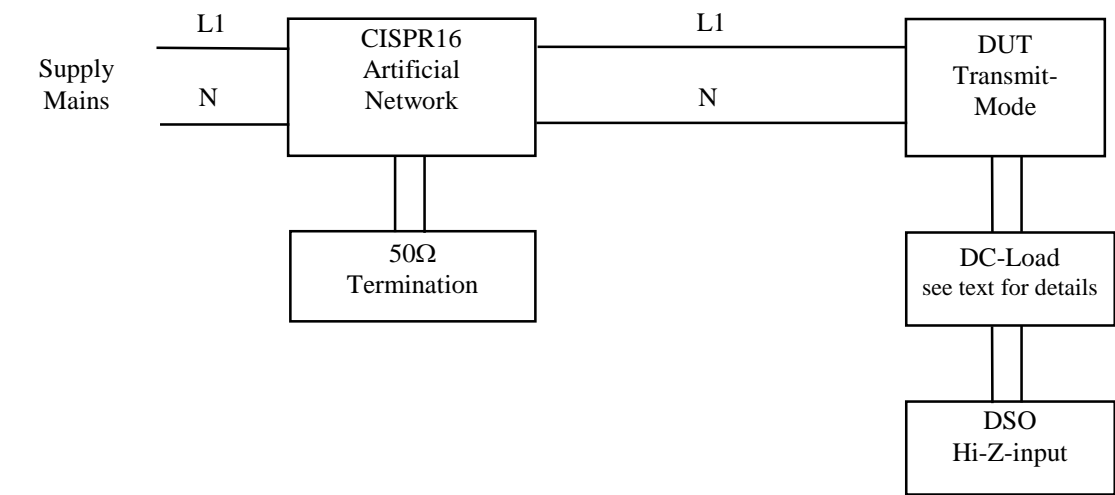 L1
Supply
Mains
N
CISPR16
Artificial
Network
L1
N
DUT
Transmit-
Mode
50Ω
Termination
DC-Load
see text for details
DSO
Hi-Z-input